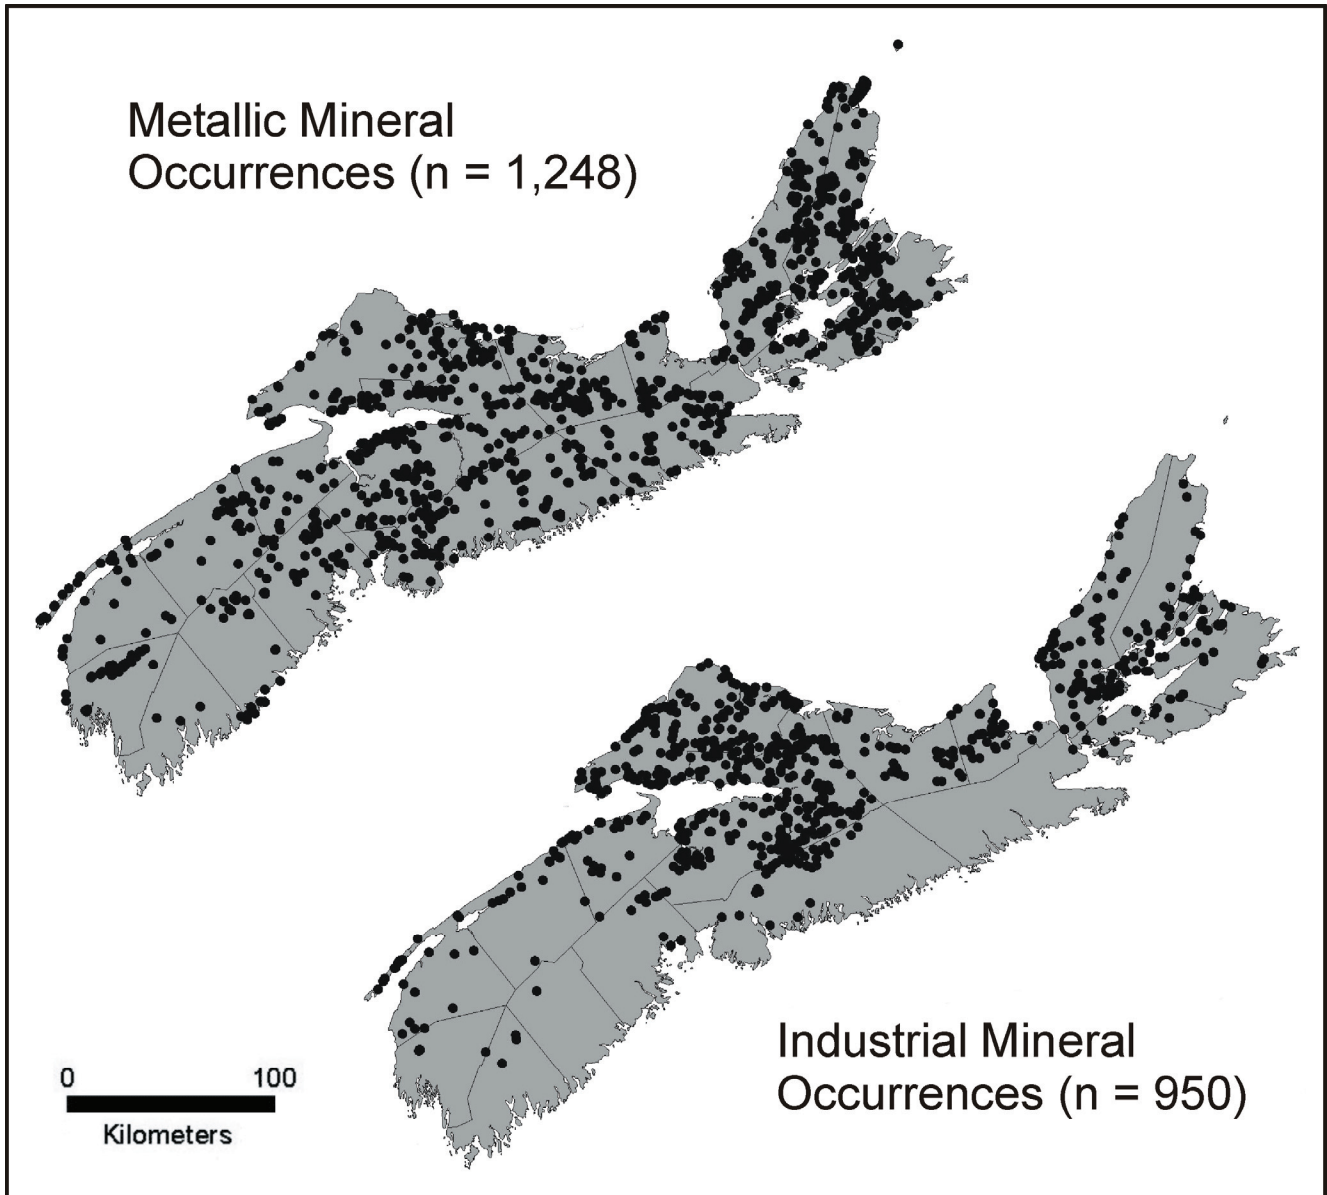 Metallic Mineral
Occurrences (n = 1,248)
Industrial Mineral
Occurrences (n = 950)
0 100
Kilometers